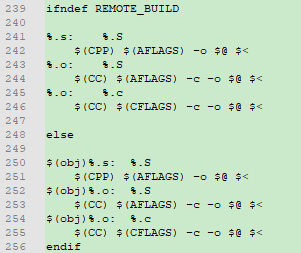 239 ifndef REMOTE_BUILD
240
241 %.s: %.S
242 $(CPP) $(AFLAGS) -o $@ $<
243 %.o: %.S
244 $(CC) $(AFLAGS) -c -o $@ $<
245 %.o: %.c
246 $(CC) $(CFLAGS) -c -o $@ $<
247
248 else
249
250 $(obj)%.s: %.S
251 $(CPP) $(AFLAGS) -o $@ $<
252 $(obj)%.o: %.S
253 $(CC) $(AFLAGS) -c -o $@ $<
254 $(obj)%.o: %.c
255 $(CC) $(CFLAGS) -c -o $@ $<
256 endif